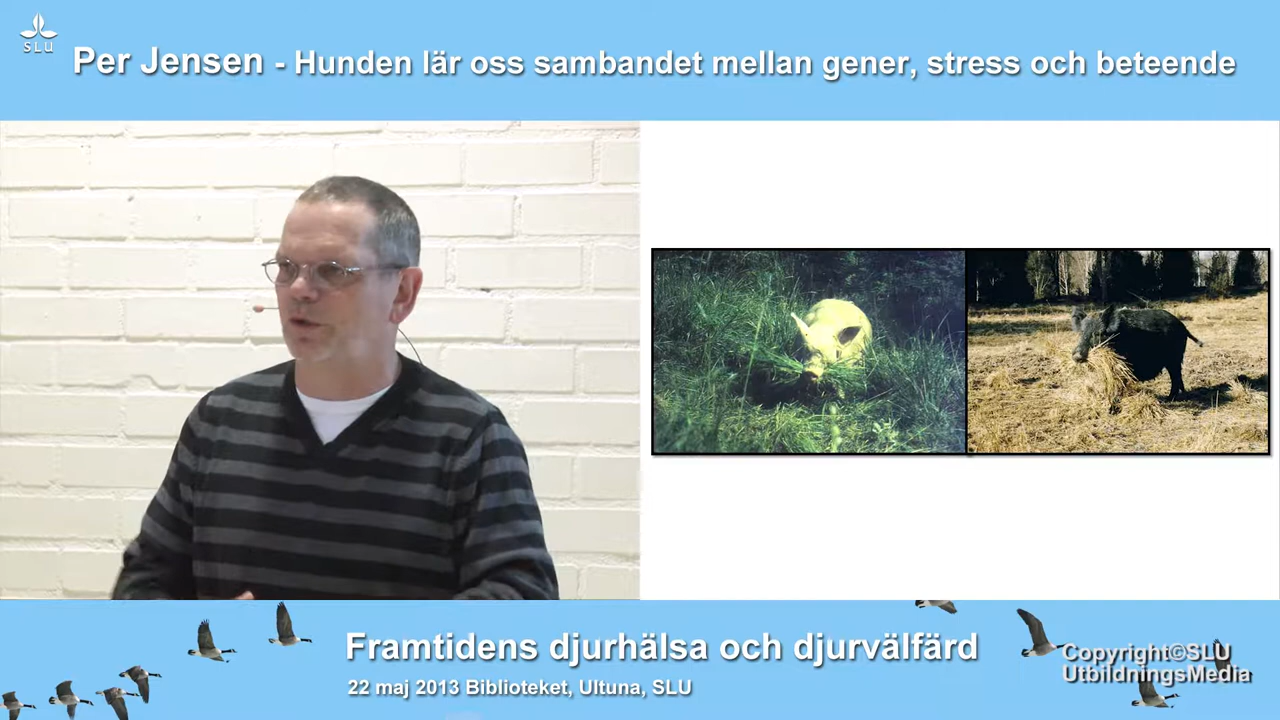 SLU
Per Jensen - Hunden lär oss sambandet mellan gener, stress och beteende
Framtidens djurhälsa och djurvälfärd
22 maj 2013 Biblioteket, Ultuna, SLU
Copyright©SLU
UtbildningsMedia